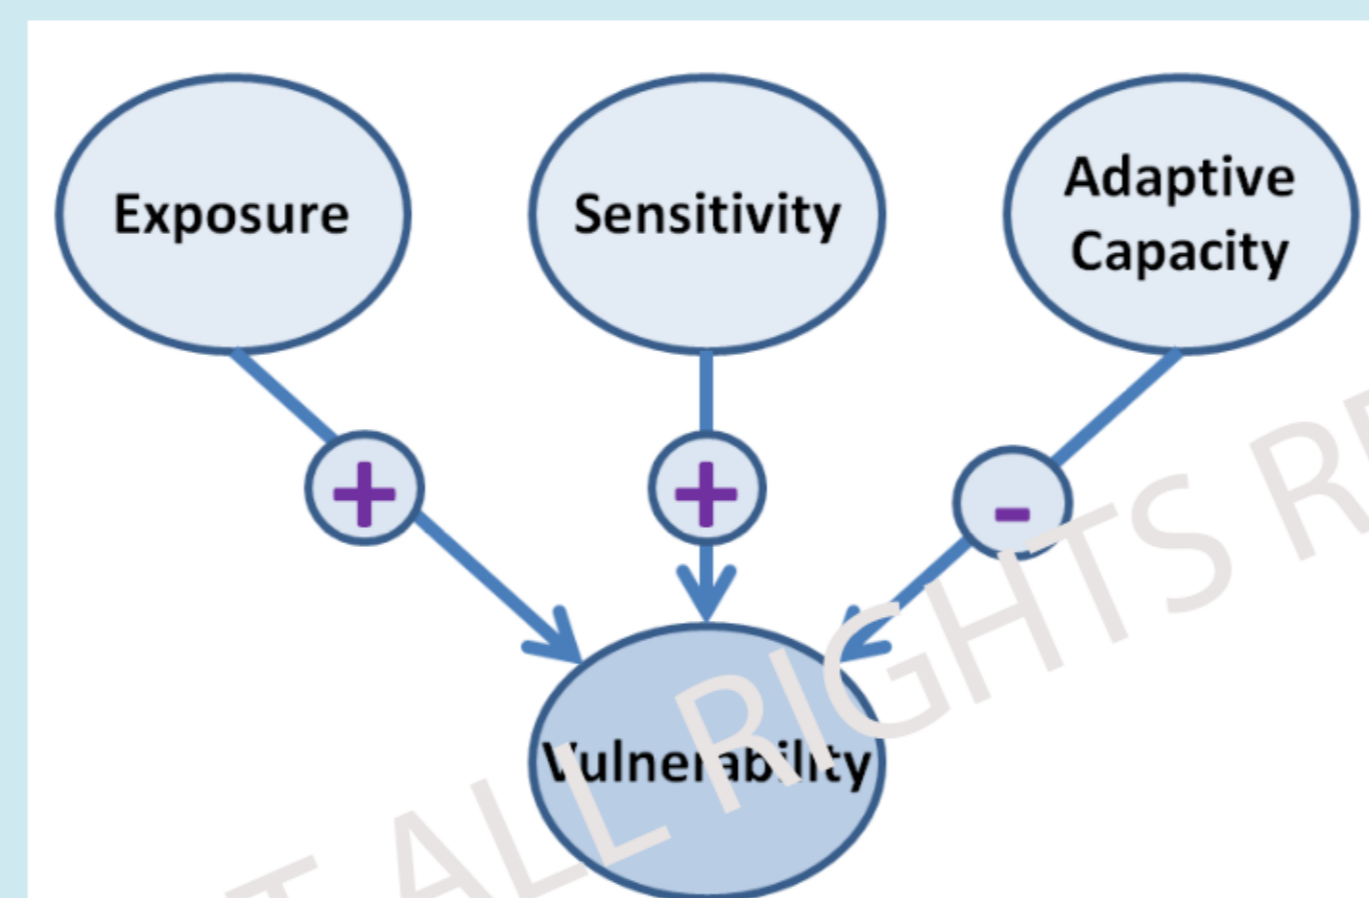 Exposure
Sensitivity
Adaptive
Capacity
+
+
-
Vulnerability
ALL RIGHTS